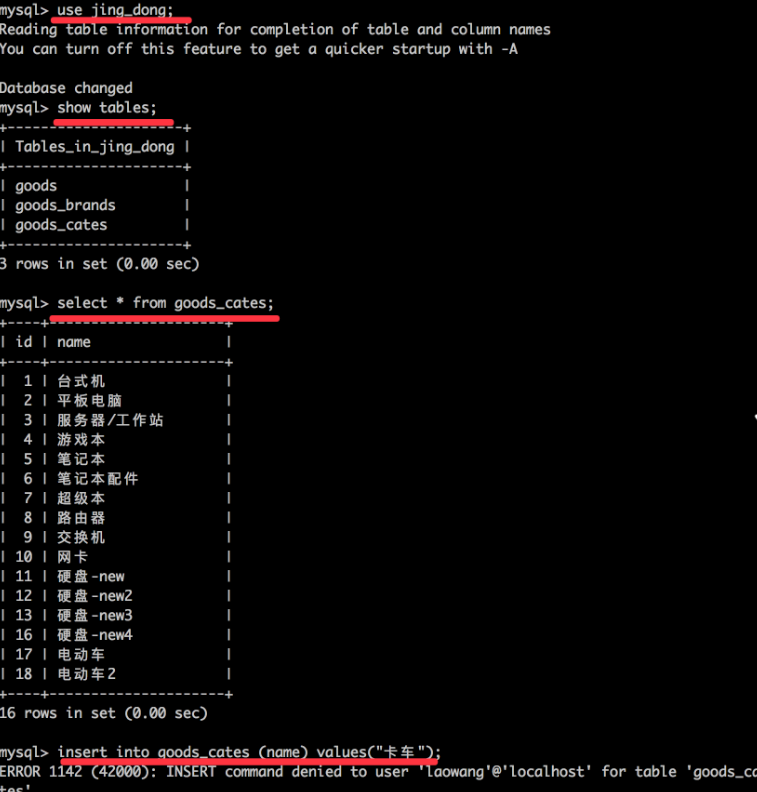 mysql> use jing_dong;
Reading table information for completion of table and column names
You can turn off this feature to get a quicker startup with -A
Database changed
mysql> show tables;
+---------------------+
| Tables_in_jing_dong |
+---------------------+
| goods               |
| goods_brands        |
| goods_cates         |
+---------------------+
3 rows in set (0.00 sec)
mysql> select * from goods_cates;
+----+---------------------+
| id | name                |
+----+---------------------+
|  1 | 台式机              |
|  2 | 平板电脑            |
|  3 | 服务器/工作站       |
|  4 | 游戏本              |
|  5 | 笔记本              |
|  6 | 笔记本配件          |
|  7 | 超级本              |
|  8 | 路由器              |
|  9 | 交换机              |
| 10 | 网卡                |
| 11 | 硬盘-new            |
| 12 | 硬盘-new2           |
| 13 | 硬盘-new3           |
| 16 | 硬盘-new4           |
| 17 | 电动车              |
| 18 | 电动车2             |
+----+---------------------+
16 rows in set (0.00 sec)
mysql> insert into goods_cates (name) values("卡车");
ERROR 1142 (42000): INSERT command denied to user 'laowang'@'localhost' for table 'goods_ca
tes'